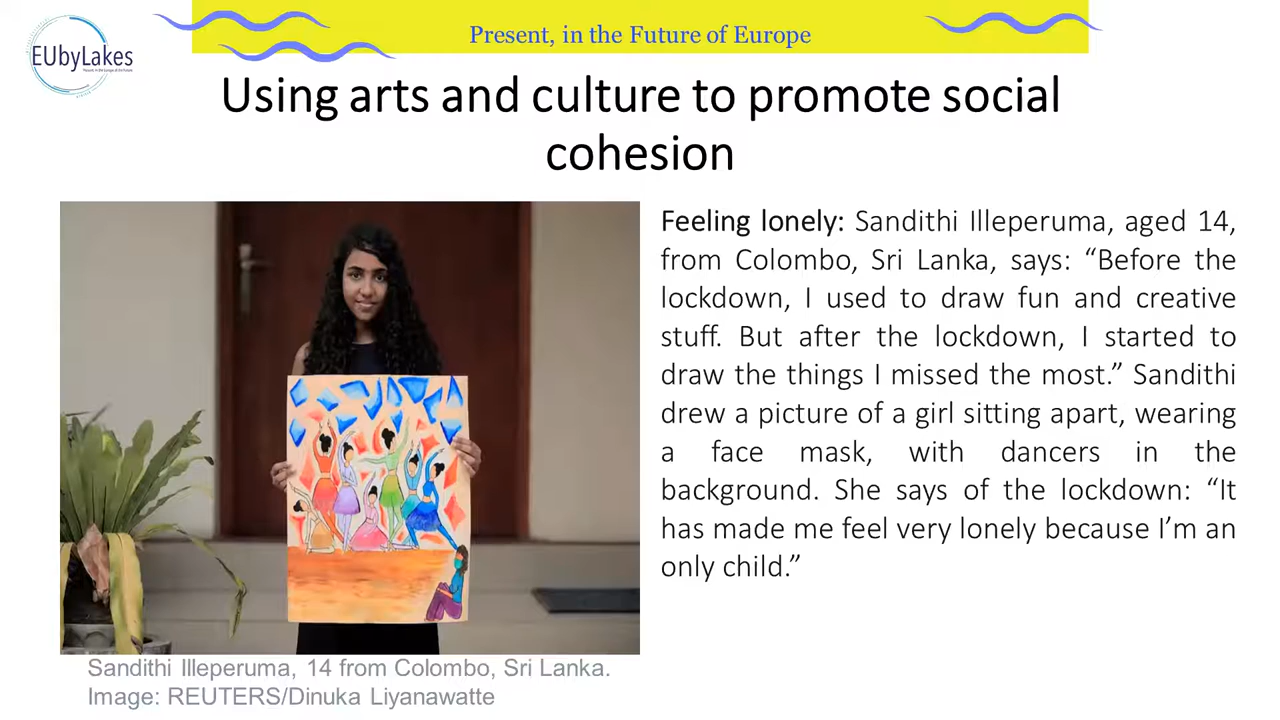 Present, in the Future of Europe
EUbyLakes
Using arts and culture to promote social
cohesion
Feeling lonely: Sandithi Illeperuma, aged 14,
from Colombo, Sri Lanka, says: “Before the
lockdown, I used to draw fun and creative
stuff. But after the lockdown, I started to
draw the things I missed the most.” Sandithi
drew a picture of a girl sitting apart, wearing
a face mask, with dancers in the
background. She says of the lockdown: “It
has made me feel very lonely because I’m an
only child.”
Sandithi Illeperuma, 14 from Colombo, Sri Lanka.
Image: REUTERS/Dinuka Liyanawatte